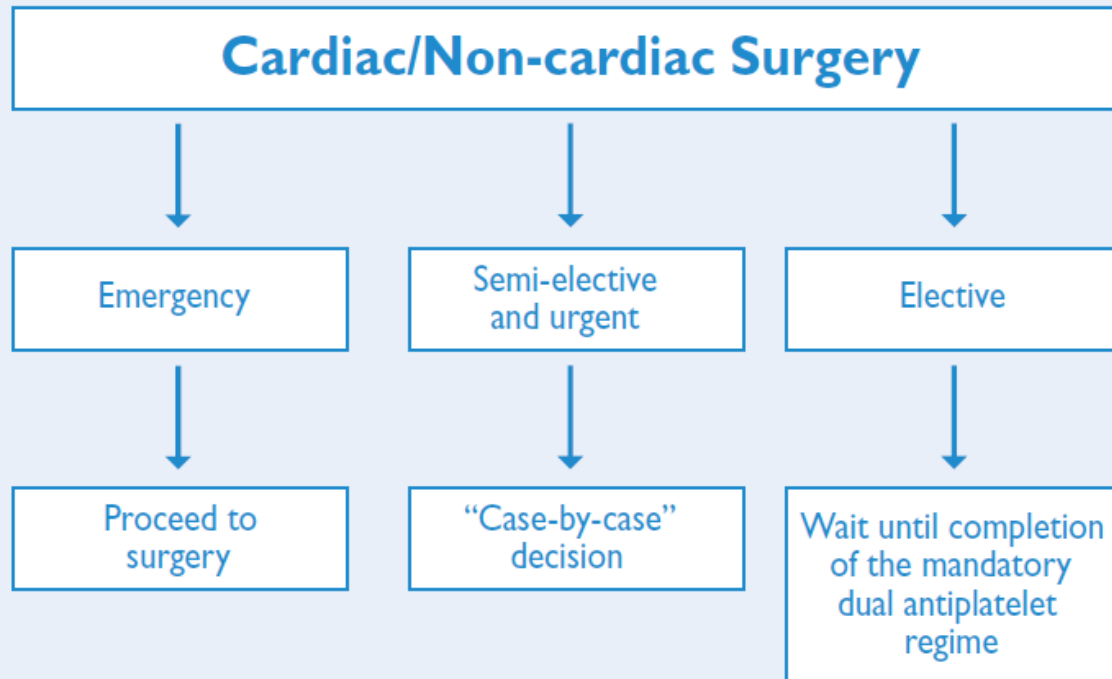 Cardiac/Non-cardiac Surgery
Emergency
Semi-elective
and urgent
Elective
Proceed to
surgery
“Case-by-case”
decision
Wait until completion
of the mandatory
dual antiplatelet
regime